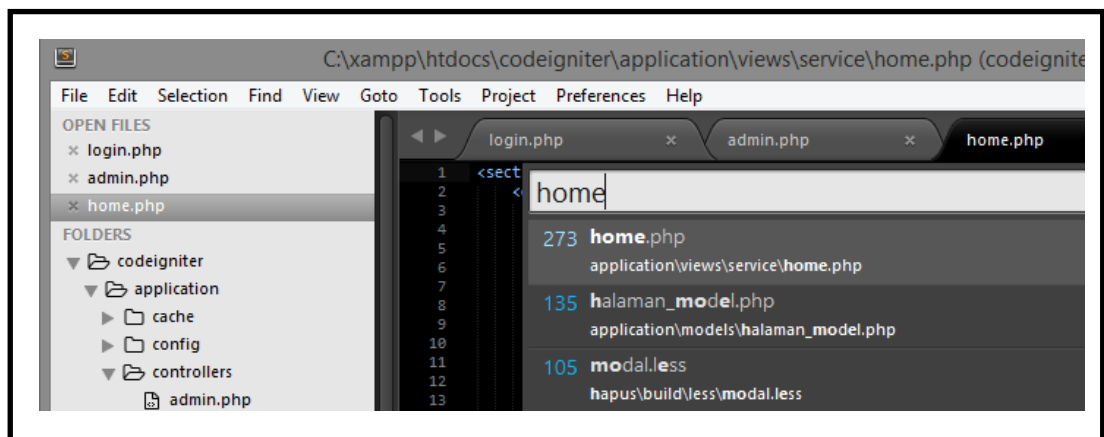 C:\xampp\htdocs\codeigniter\application\views\service\home.php (codeignite
File Edit Selection Find View Goto Tools Project Preferences Help
OPEN FILES
login.php
admin.php
home.php
FOLDERS
codeigniter
application
cache
config
controllers
admin.php
login.php admin.php home.php
1 <sect
2 <
3
4
5
6
7
8
9
10
11
12
13
home
273 home.php
application\views\service\home.php
135 halaman_model.php
application\models\halaman_model.php
105 modal.less
hapus\build\less\modal.less